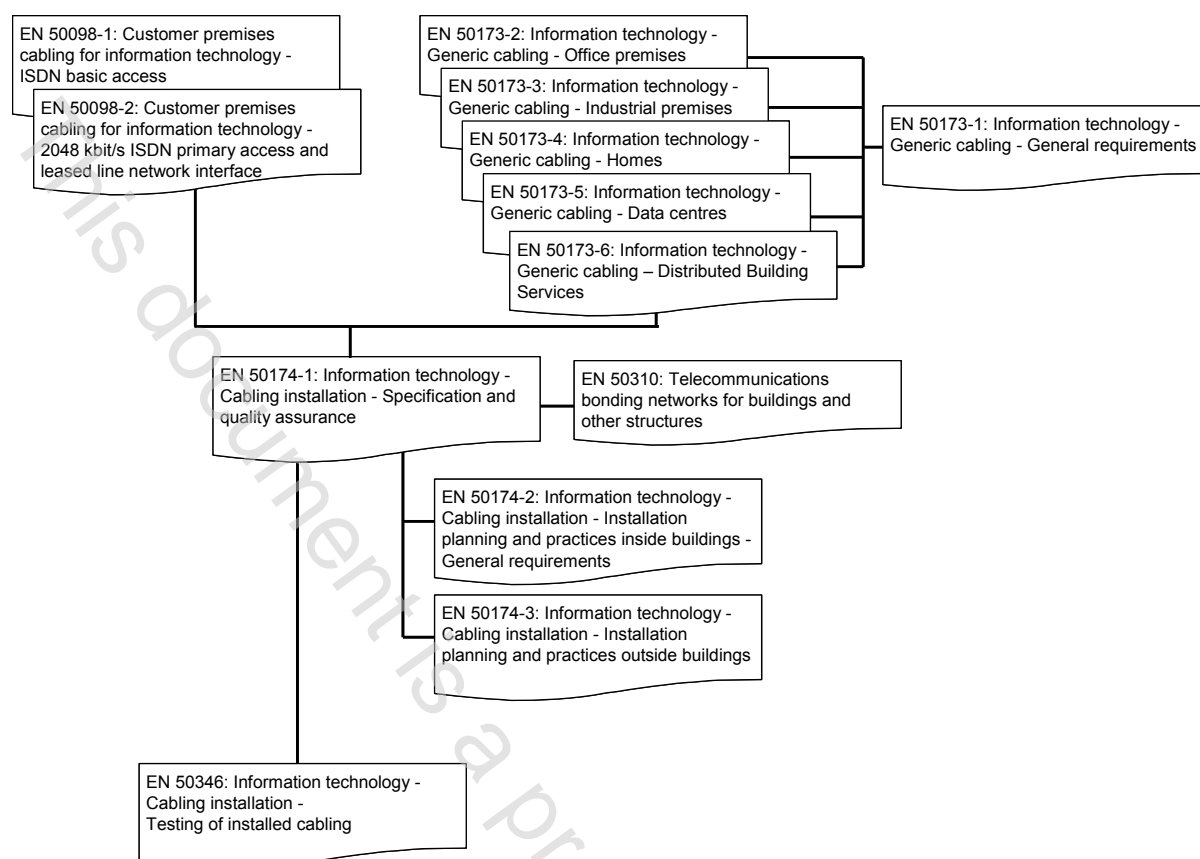 EN 50098-1: Customer premises
cabling for information technology -
ISDN basic access
EN 50098-2: Customer premises
cabling for information technology -
2048 kbit/s ISDN primary access and
leased line network interface
EN 50173-2: Information technology -
Generic cabling - Office premises
EN 50173-3: Information technology -
Generic cabling - Industrial premises
EN 50173-4: Information technology -
Generic cabling - Homes
EN 50173-5: Information technology -
Generic cabling - Data centres
EN 50173-6: Information technology -
Generic cabling – Distributed Building
Services
EN 50173-1: Information technology -
Generic cabling - General requirements
EN 50174-1: Information technology -
Cabling installation - Specification and
quality assurance
EN 50310: Telecommunications
bonding networks for buildings and
other structures
EN 50174-2: Information technology -
Cabling installation - Installation
planning and practices inside buildings -
General requirements
EN 50174-3: Information technology -
Cabling installation - Installation
planning and practices outside buildings
EN 50346: Information technology -
Cabling installation -
Testing of installed cabling
This document is a